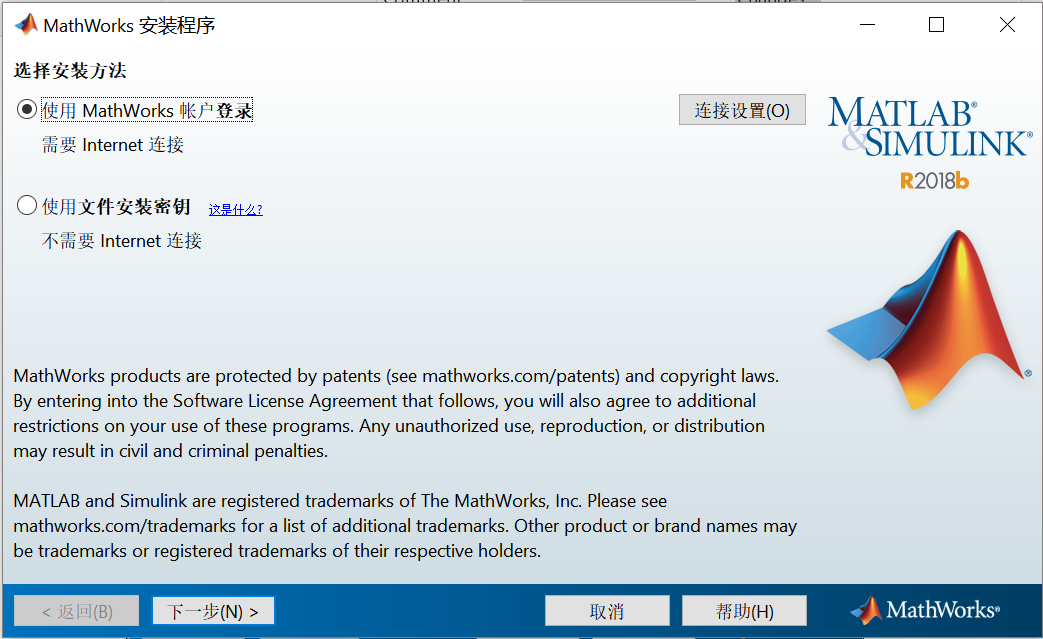 MathWorks 安装程序
选择安装方法
使用 MathWorks 帐户登录
连接设置(O)
需要 Internet 连接
使用文件安装密钥 这是什么?
不需要 Internet 连接
MATLAB®
&SIMULINK®
R2018b
®
MathWorks products are protected by patents (see mathworks.com/patents) and copyright laws.
By entering into the Software License Agreement that follows, you will also agree to additional
restrictions on your use of these programs. Any unauthorized use, reproduction, or distribution
may result in civil and criminal penalties.
MATLAB and Simulink are registered trademarks of The MathWorks, Inc. Please see
mathworks.com/trademarks for a list of additional trademarks. Other product or brand names may
be trademarks or registered trademarks of their respective holders.
< 返回(B) 下一步(N) > 取消 帮助(H) MathWorks®